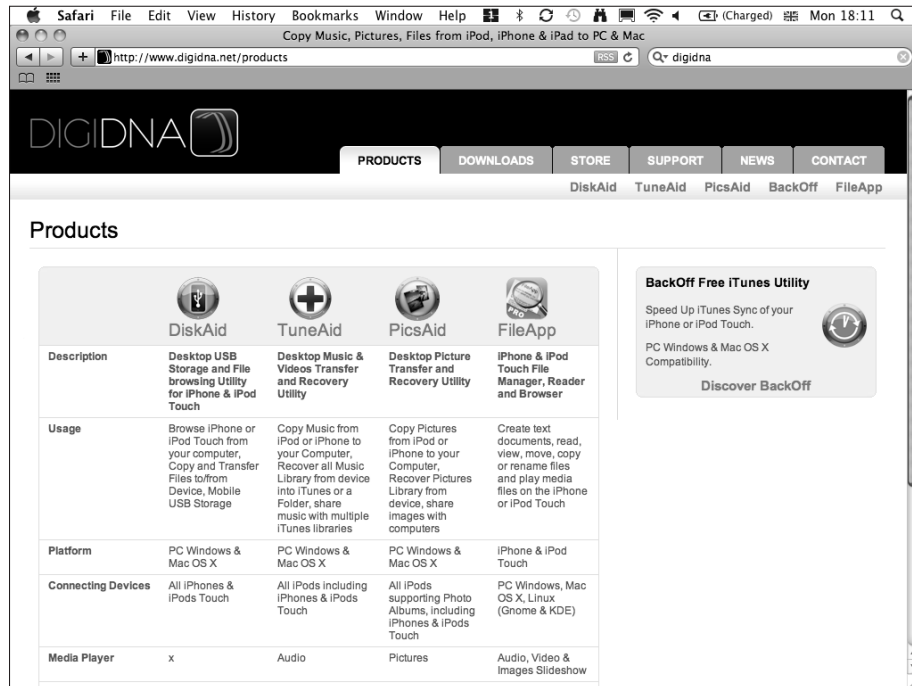 Safari File Edit View History Bookmarks Window Help (Charged) Mon 18:11
Copy Music, Pictures, Files from iPod, iPhone & iPad to PC & Mac
http://www.digidna.net/products RSS digidna
DIGIDNA
PRODUCTS DOWNLOADS STORE SUPPORT NEWS CONTACT
DiskAid TuneAid PicsAid BackOff FileApp
Products
DiskAid TuneAid PicsAid FileApp
PRO
Description
Desktop USB
Storage and File
browsing Utility
for iPhone & iPod
Touch
Desktop Music &
Videos Transfer
and Recovery
Utility
Desktop Picture
Transfer and
Recovery Utility
iPhone & iPod
Touch File
Manager, Reader
and Browser
Usage
Browse iPhone or
iPod Touch from
your computer,
Copy and Transfer
Files to/from
Device, Mobile
USB Storage
Copy Music from
iPod or iPhone to
your Computer,
Recover all Music
Library from device
into iTunes or a
Folder, share
music with multiple
iTunes libraries
Copy Pictures
from iPod or
iPhone to your
Computer,
Recover Pictures
Library from
device, share
images with
computers
Create text
documents, read,
view, move, copy
or rename files
and play media
files on the iPhone
or iPod Touch
Platform
PC Windows &
Mac OS X
PC Windows &
Mac OS X
PC Windows &
Mac OS X
iPhone & iPod
Touch
Connecting Devices
All iPhones &
iPods Touch
All iPods including
iPhones & iPods
Touch
All iPods
supporting Photo
Albums, including
iPhones & iPods
Touch
PC Windows, Mac
OS X, Linux
(Gnome & KDE)
Media Player
x
Audio
Pictures
Audio, Video &
Images Slideshow
BackOff Free iTunes Utility
Speed Up iTunes Sync of your
iPhone or iPod Touch.
PC Windows & Mac OS X
Compatibility.
Discover BackOff